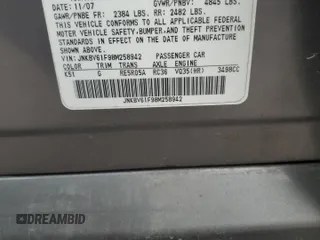 DATE: 11/07 GVWR/PNBV: 4845 LBS.
GAWR/PNBE FR: 2384 LBS. RR: 2482 LBS.
THIS VEHICLE CONFORMS TO ALL APPLICABLE FEDERAL
MOTOR VEHICLE SAFETY,BUMPER,AND THEFT
PREVENTION STANDARDS IN EFFECT ON THE DATE OF MANUFACTURE
SHOWN ABOVE.
VIN: JNKBV61F98M258942 PASSENGER CAR
COLOR TRIM TRANS AXLE ENGINE
K51 G RE5R05A RC36 VQ35(HR) 3498CC
AUTOBIDMASTER